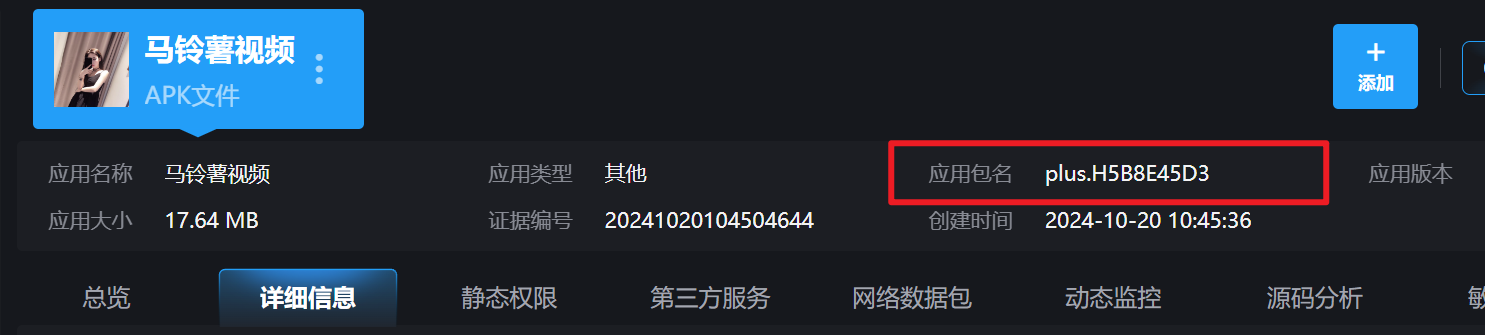 马铃薯视频
APK文件
添加
应用名称 马铃薯视频 应用类型 其他 应用包名 plus.H5B8E45D3 应用版本
应用大小 17.64 MB 证据编号 20241020104504644 创建时间 2024-10-20 10:45:36
总览 详细信息 静态权限 第三方服务 网络数据包 动态监控 源码分析